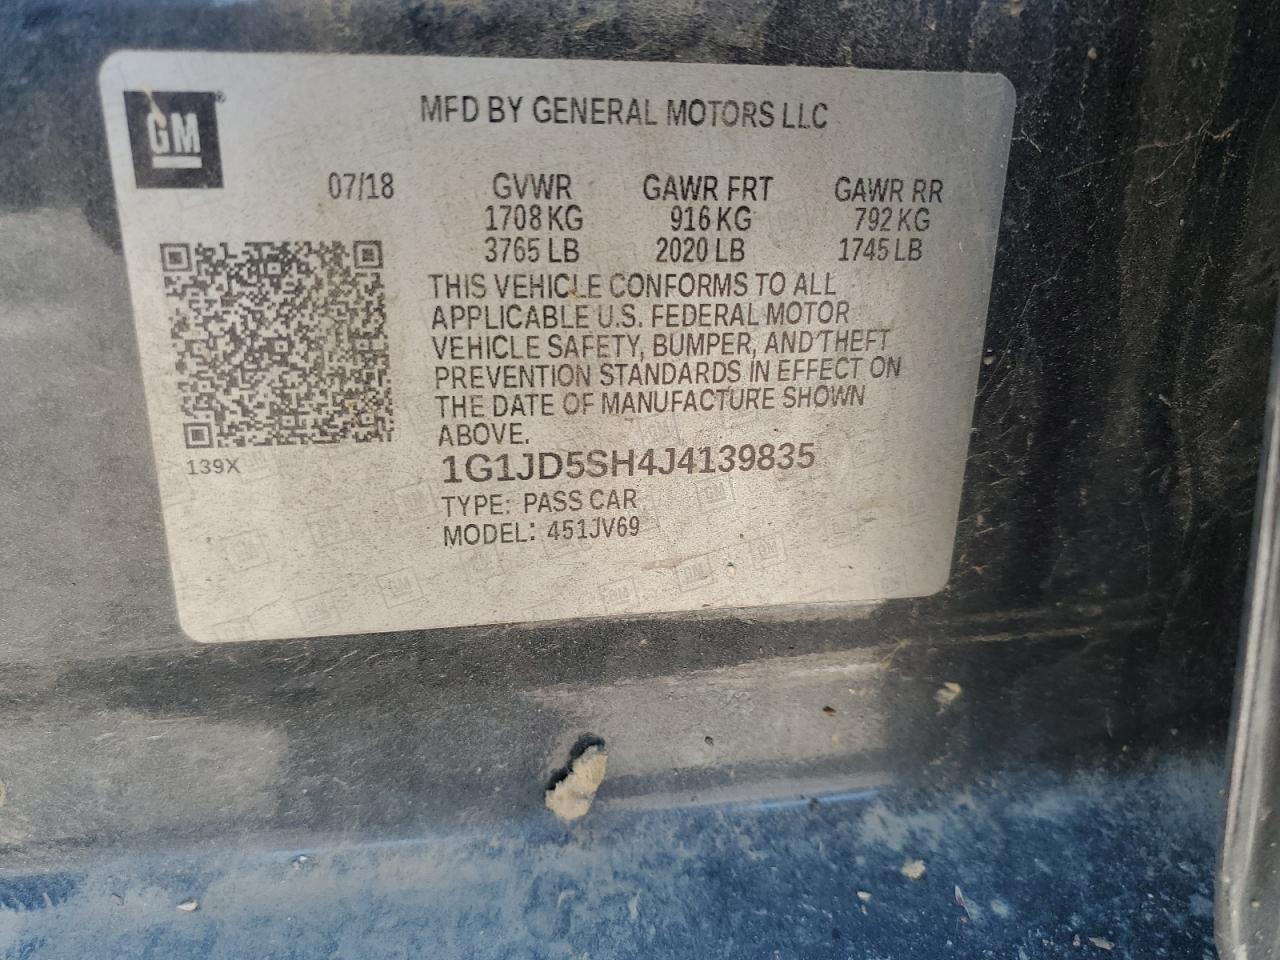 GM
MFD BY GENERAL MOTORS LLC
07/18 GVWR GAWR FRT GAWR RR
1708 KG 916 KG 792 KG
3765 LB 2020 LB 1745 LB
THIS VEHICLE CONFORMS TO ALL
APPLICABLE U.S. FEDERAL MOTOR
VEHICLE SAFETY, BUMPER, AND THEFT
PREVENTION STANDARDS IN EFFECT ON
THE DATE OF MANUFACTURE SHOWN
ABOVE.
139X
1G1JD5SH4J4139835
TYPE: PASS CAR
MODEL: 451JV69